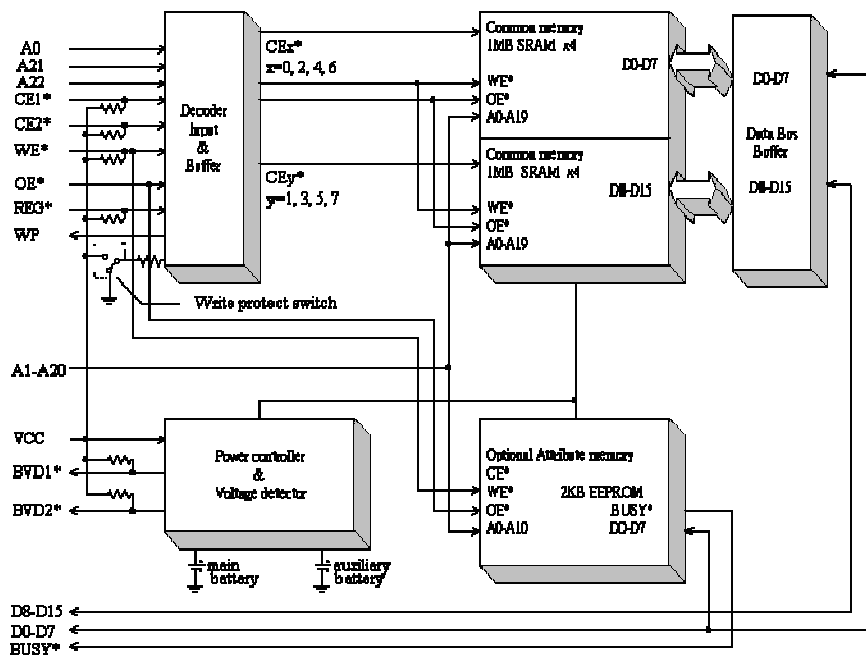 A0
A21
A22
CE1*
CE2*
WE*
OE*
REG*
WP
Decoder
Input
&
Buffer
CEx*
x=0, 2, 4, 6
CEy*
y=1, 3, 5, 7
Common memory
1MB SRAM x4
D0-D7
WE*
OE*
A0-A19
Common memory
1MB SRAM x4
D8-D15
WE*
OE*
A0-A19
D0-D7
Data Bus
Buffer
D8-D15
Write protect switch
A1-A20
VCC
BVD1*
BVD2*
Power controller
&
Voltage detector
main
battery
auxiliary
battery
Optional Attribute memory
CE*
WE*
2KB EEPROM
OE*
BUSY*
A0-A10
D0-D7
D8-D15
D0-D7
BUSY*